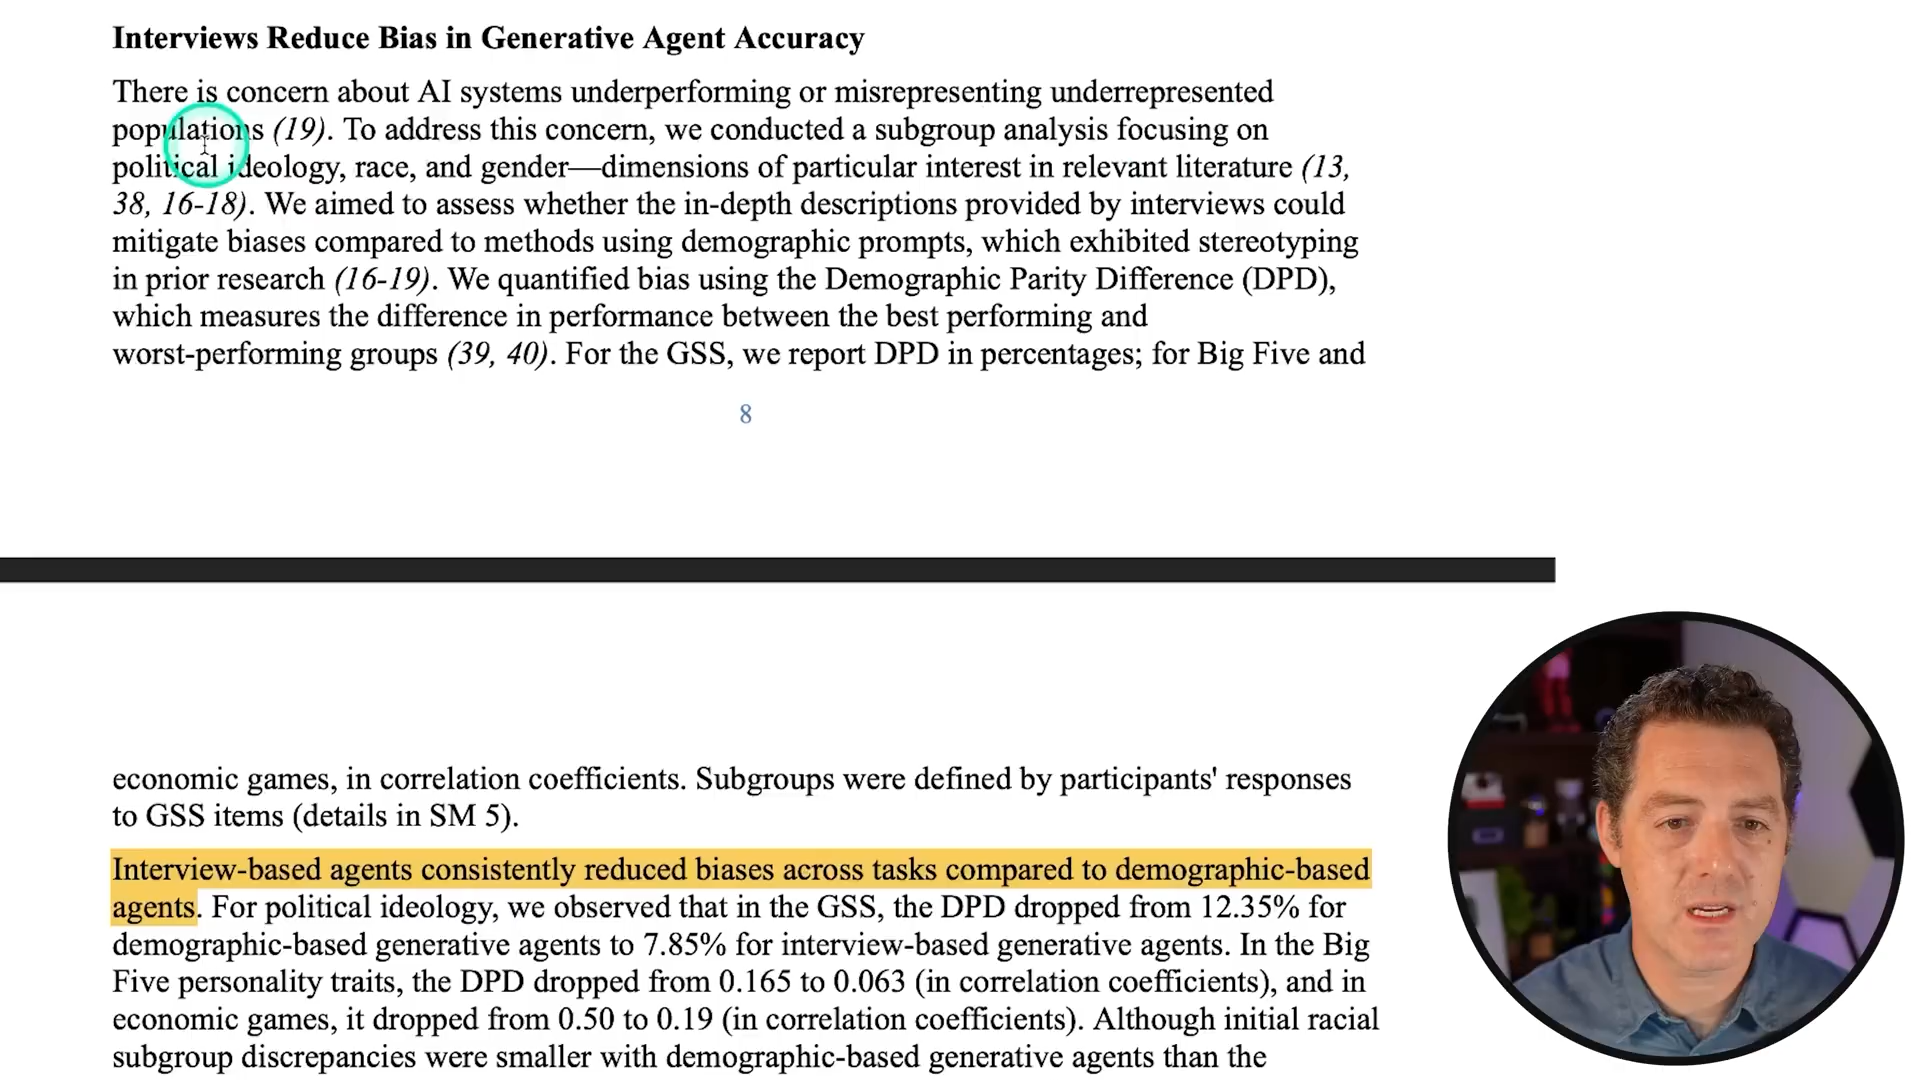 Interviews Reduce Bias in Generative Agent Accuracy
There is concern about AI systems underperforming or misrepresenting underrepresented
populations (19). To address this concern, we conducted a subgroup analysis focusing on
political ideology, race, and gender—dimensions of particular interest in relevant literature (13,
38, 16-18). We aimed to assess whether the in-depth descriptions provided by interviews could
mitigate biases compared to methods using demographic prompts, which exhibited stereotyping
in prior research (16-19). We quantified bias using the Demographic Parity Difference (DPD),
which measures the difference in performance between the best performing and
worst-performing groups (39, 40). For the GSS, we report DPD in percentages; for Big Five and
8
economic games, in correlation coefficients. Subgroups were defined by participants' responses
to GSS items (details in SM 5).
Interview-based agents consistently reduced biases across tasks compared to demographic-based
agents. For political ideology, we observed that in the GSS, the DPD dropped from 12.35% for
demographic-based generative agents to 7.85% for interview-based generative agents. In the Big
Five personality traits, the DPD dropped from 0.165 to 0.063 (in correlation coefficients), and in
economic games, it dropped from 0.50 to 0.19 (in correlation coefficients). Although initial racial
subgroup discrepancies were smaller with demographic-based generative agents than the